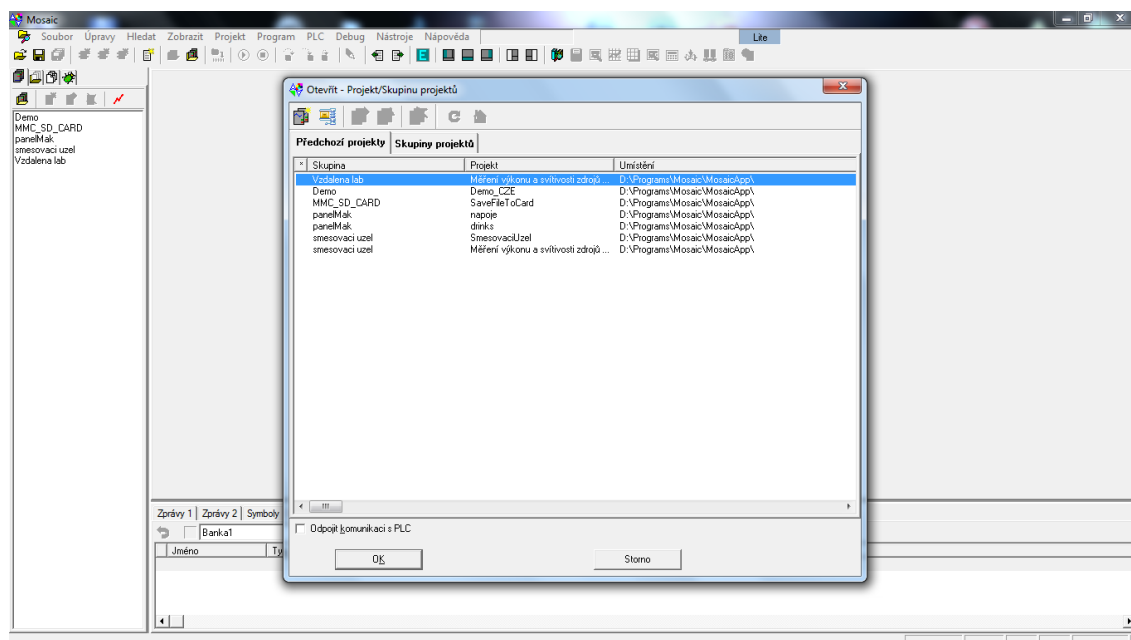 Mosaic
Soubor Úpravy Hledat Zobrazit Projekt Program PLC Debug Nástroje Nápověda Lite
Demo
MMC_SD_CARD
panelMak
smesovaci uzel
Vzdalena lab
Otevřít - Projekt/Skupinu projektů
Předchozí projekty Skupiny projektů
Skupina Projekt Umístění
Vzdalena lab Měření výkonu a svítivosti zdrojů ... D:\Programs\Mosaic\MosaicApp\
Demo Demo_CZE D:\Programs\Mosaic\MosaicApp\
MMC_SD_CARD SaveFileToCard D:\Programs\Mosaic\MosaicApp\
panelMak napoje D:\Programs\Mosaic\MosaicApp\
panelMak drinks D:\Programs\Mosaic\MosaicApp\
smesovaci uzel SmesovaciUzel D:\Programs\Mosaic\MosaicApp\
smesovaci uzel Měření výkonu a svítivosti zdrojů ... D:\Programs\Mosaic\MosaicApp\
Odpojit komunikaci s PLC
OK Storno
Zprávy 1 Zprávy 2 Symboly
Banka1
Jméno Ty